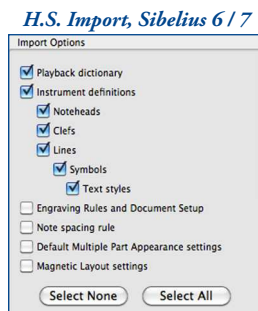 H.S. Import, Sibelius 6 / 7
Import Options
Playback dictionary
Instrument definitions
Noteheads
Clefs
Lines
Symbols
Text styles
Engraving Rules and Document Setup
Note spacing rule
Default Multiple Part Appearance settings
Magnetic Layout settings
Select None Select All